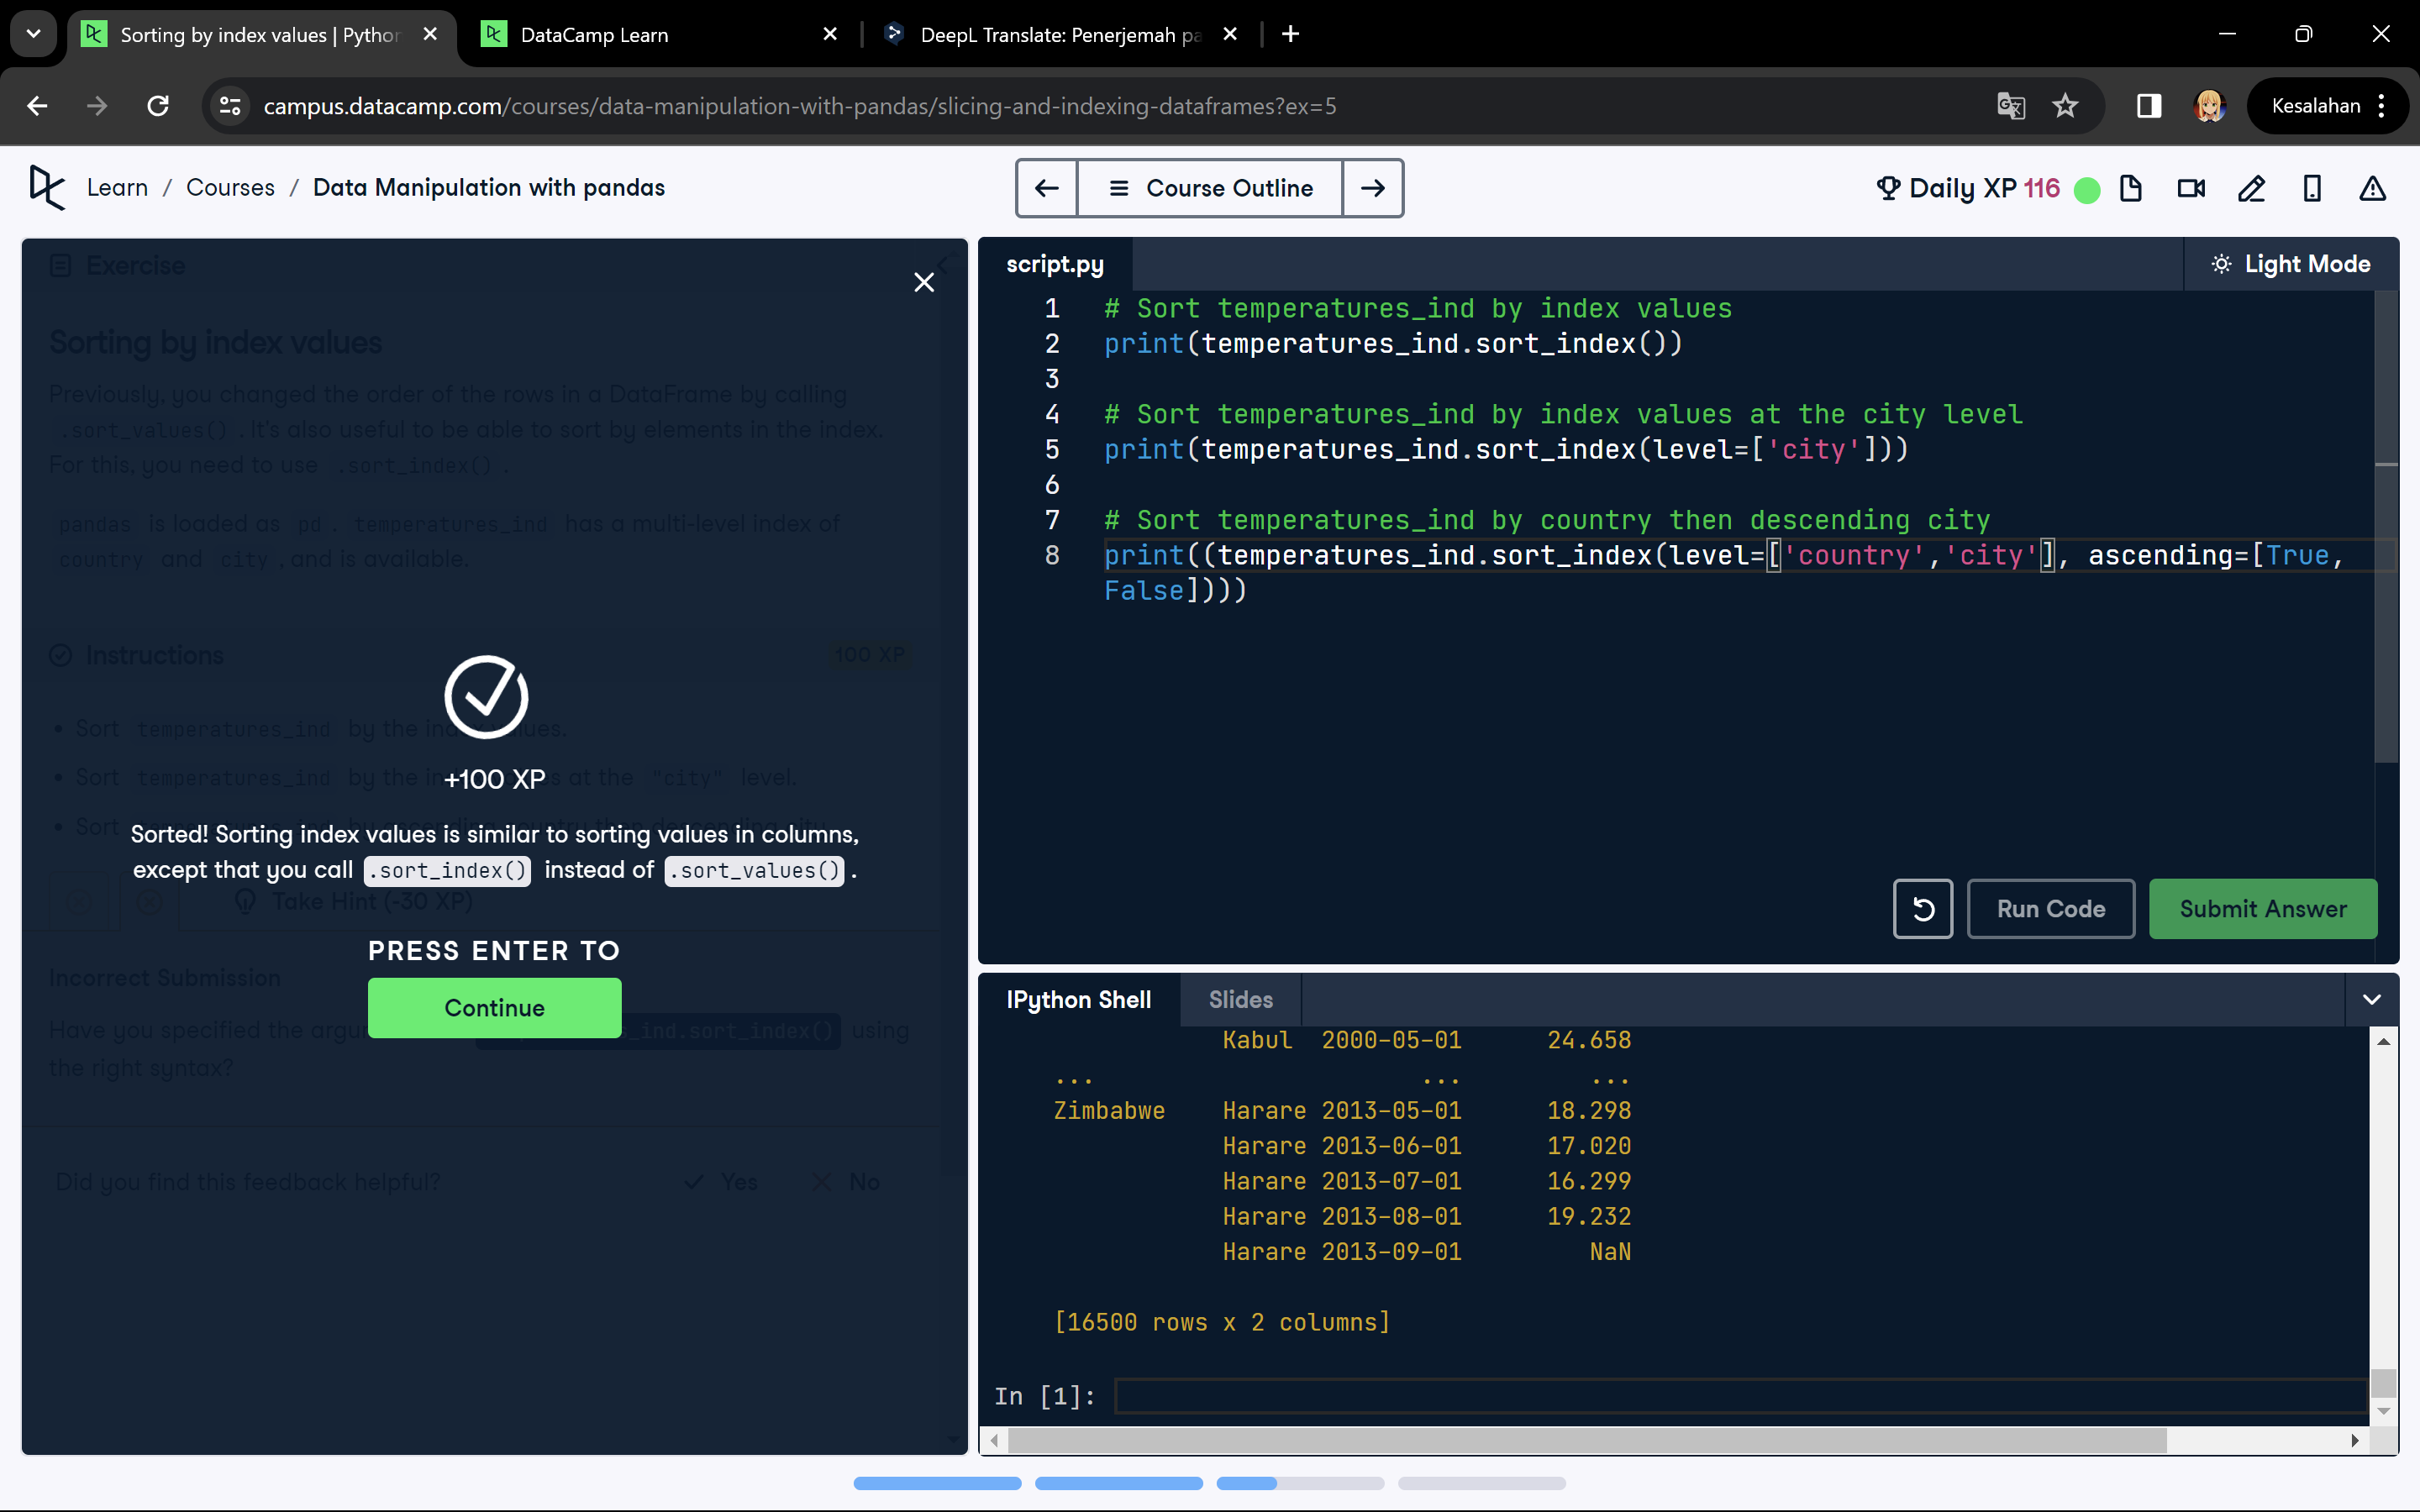 Sorting by index values | Pythor
DataCamp Learn
DeepL Translate: Penerjemah pa
campus.datacamp.com/courses/data-manipulation-with-pandas/slicing-and-indexing-dataframes?ex=5
Kesalahan
Learn / Courses / Data Manipulation with pandas
Course Outline
Daily XP 116
Exercise
Sorting by index values
Previously, you changed the order of the rows in a DataFrame by calling
.sort_values() . It's also useful to be able to sort by elements in the index.
For this, you need to use .sort_index() .
pandas is loaded as pd . temperatures_ind has a multi-level index of
country and city , and is available.
Instructions
100 XP
Sort temperatures_ind by the index values.
Sort temperatures_ind by the index values at the "city" level.
Sort
+100 XP
Sorted! Sorting index values is similar to sorting values in columns,
except that you call .sort_index() instead of .sort_values() .
Take Hint (-30 XP)
PRESS ENTER TO
Continue
Incorrect Submission
Have you specified the _ind.sort_index() using
the right syntax?
Did you find this feedback helpful?
Yes
No
script.py
Light Mode
1 # Sort temperatures_ind by index values
2 print(temperatures_ind.sort_index())
3
4 # Sort temperatures_ind by index values at the city level
5 print(temperatures_ind.sort_index(level=['city']))
6
7 # Sort temperatures_ind by country then descending city
8 print((temperatures_ind.sort_index(level=['country','city'], ascending=[True,
False])))
Run Code
Submit Answer
IPython Shell
Slides
Kabul 2000-05-01 24.658
... ... ...
Zimbabwe Harare 2013-05-01 18.298
Harare 2013-06-01 17.020
Harare 2013-07-01 16.299
Harare 2013-08-01 19.232
Harare 2013-09-01 NaN
[16500 rows x 2 columns]
In [1]: